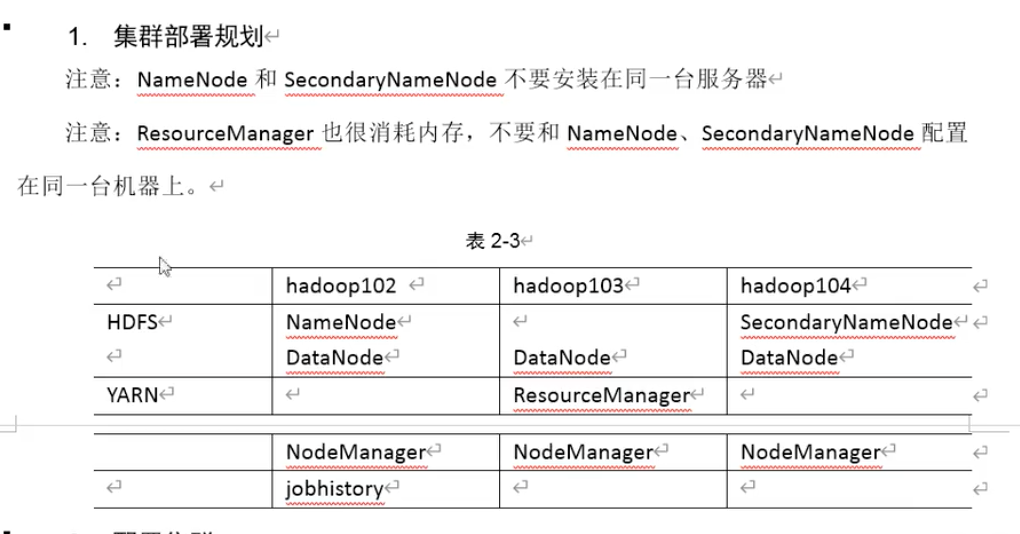 1. 集群部署规划
注意：NameNode 和 SecondaryNameNode 不要安装在同一台服务器
注意：ResourceManager 也很消耗内存，不要和 NameNode、SecondaryNameNode 配置
在同一台机器上。
表 2-3
hadoop102 hadoop103 hadoop104
HDFS NameNode SecondaryNameNode
DataNode DataNode DataNode
YARN ResourceManager
NodeManager NodeManager NodeManager
jobhistory